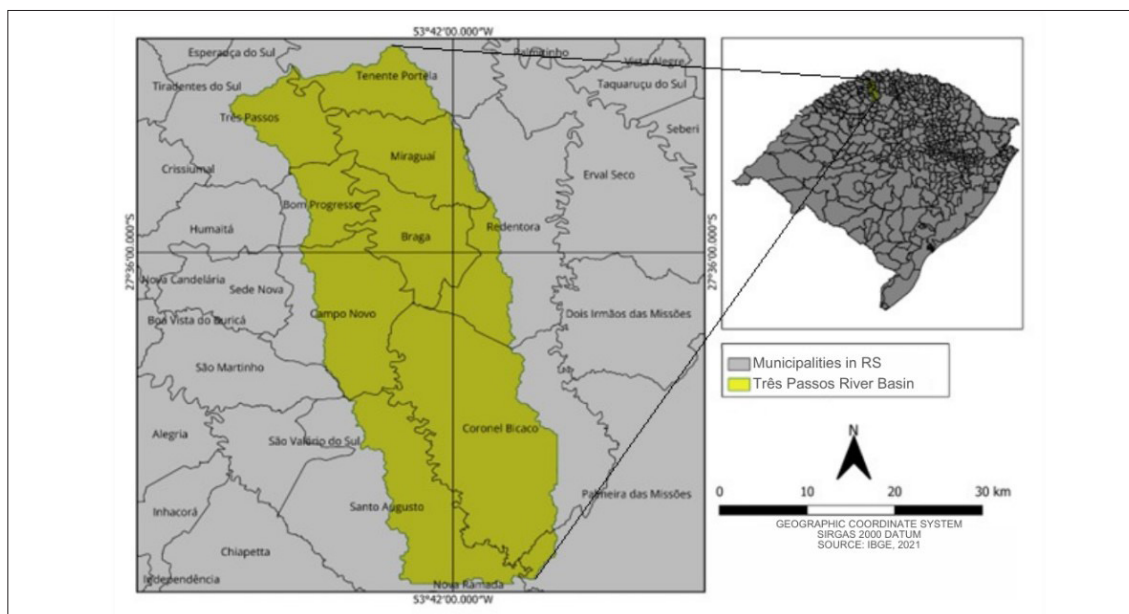 53°42'00.000"W
Esperança do Sul
Palmitinho
Vista Alegre
Tenente Portela
Tiradentes do Sul
Taquaruçu do Sul
Três Passos
Seberi
Miraguaí
Crissiumal
Erval Seco
Bom Progresso
Humaitá
Braga
Redentora
27°36'00.000"S
27°36'00.000"S
Nova Candelária
Sede Nova
Campo Novo
Dois Irmãos das Missões
Boa Vista do Buricá
São Martinho
Municipalities in RS
Três Passos River Basin
Alegria
São Valério do Sul
Coronel Bicaco
N
Palmeira das Missões
0 10 20 30 km
Santo Augusto
Inhacorá
GEOGRAPHIC COORDINATE SYSTEM
SIRGAS 2000 DATUM
SOURCE: IBGE, 2021
Chiapetta
Independência
Nova Ramada
53°42'00.000"W